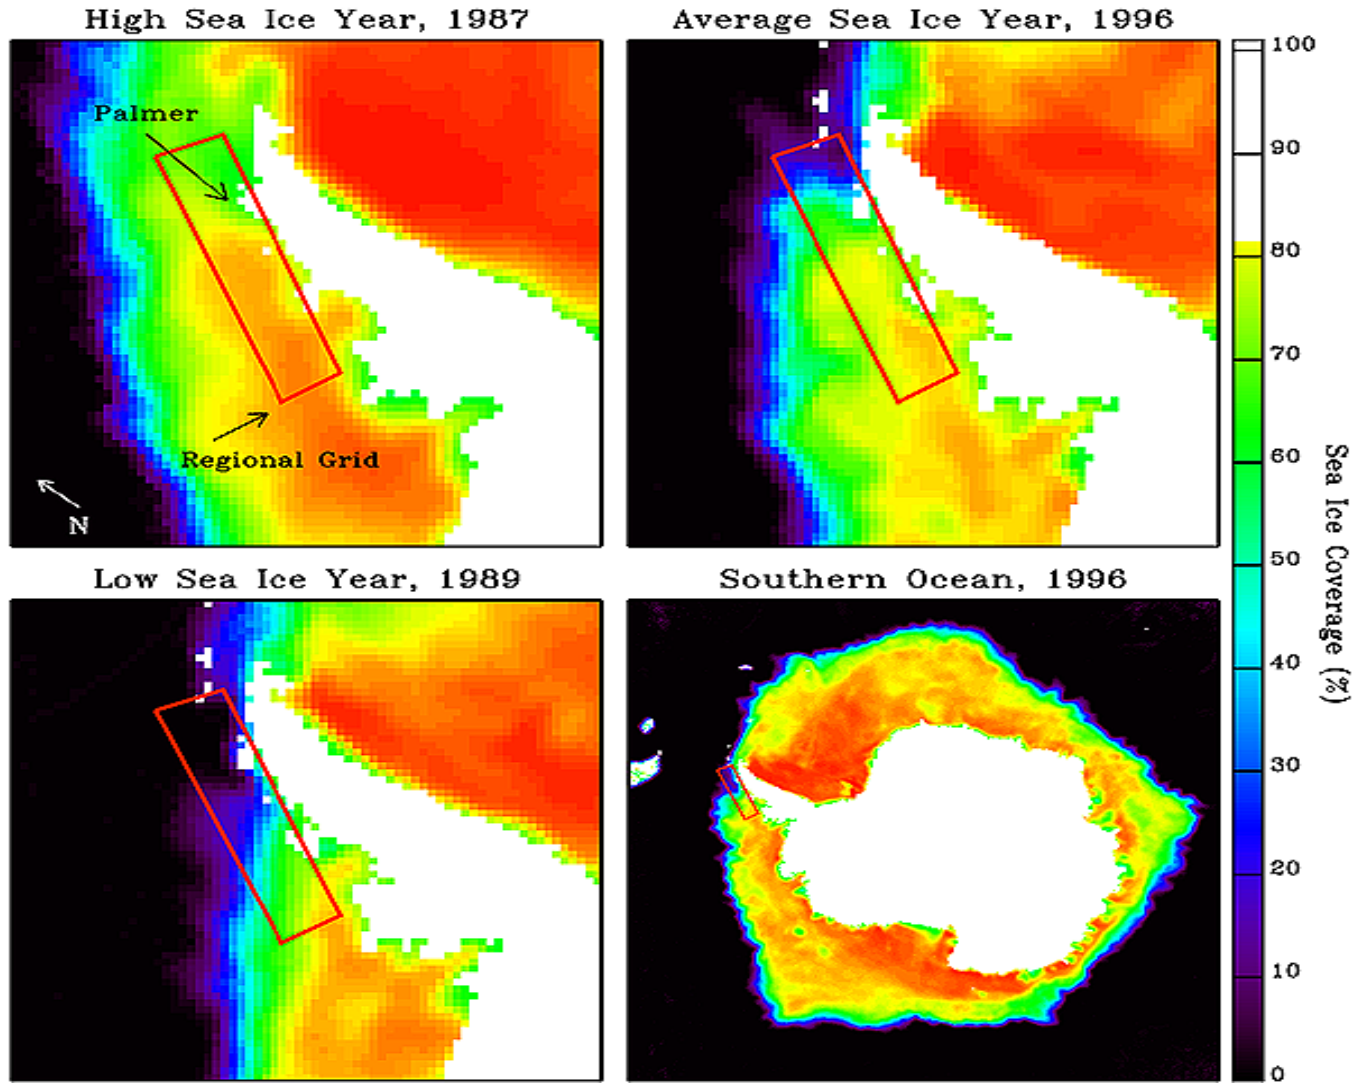 High Sea Ice Year, 1987
Average Sea Ice Year, 1996
Palmer
Regional Grid
N
Low Sea Ice Year, 1989
Southern Ocean, 1996
100
90
80
70
60
50
40
30
20
10
0
Sea Ice Coverage (%)